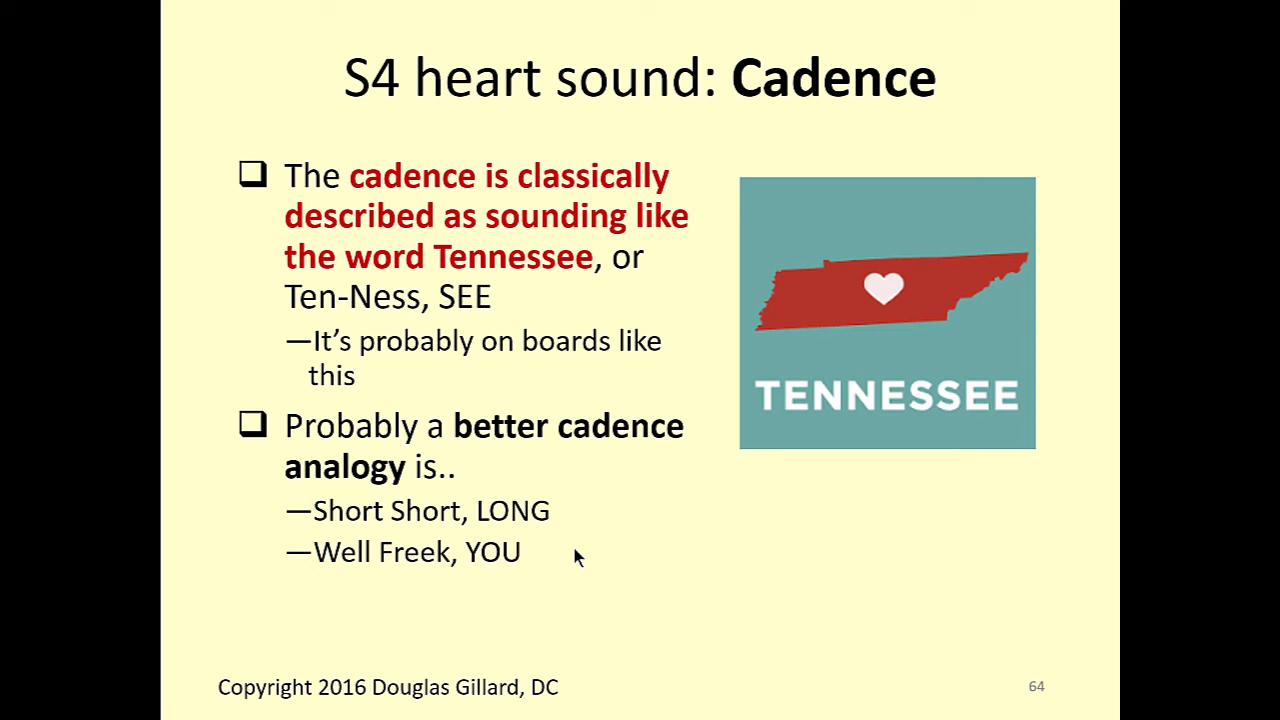 S4 heart sound: Cadence
❑ The cadence is classically
described as sounding like
the word Tennessee, or
Ten-Ness, SEE
—It’s probably on boards like
this
❑ Probably a better cadence
analogy is..
—Short Short, LONG
—Well Freek, YOU
TENNESSEE
Copyright 2016 Douglas Gillard, DC
64